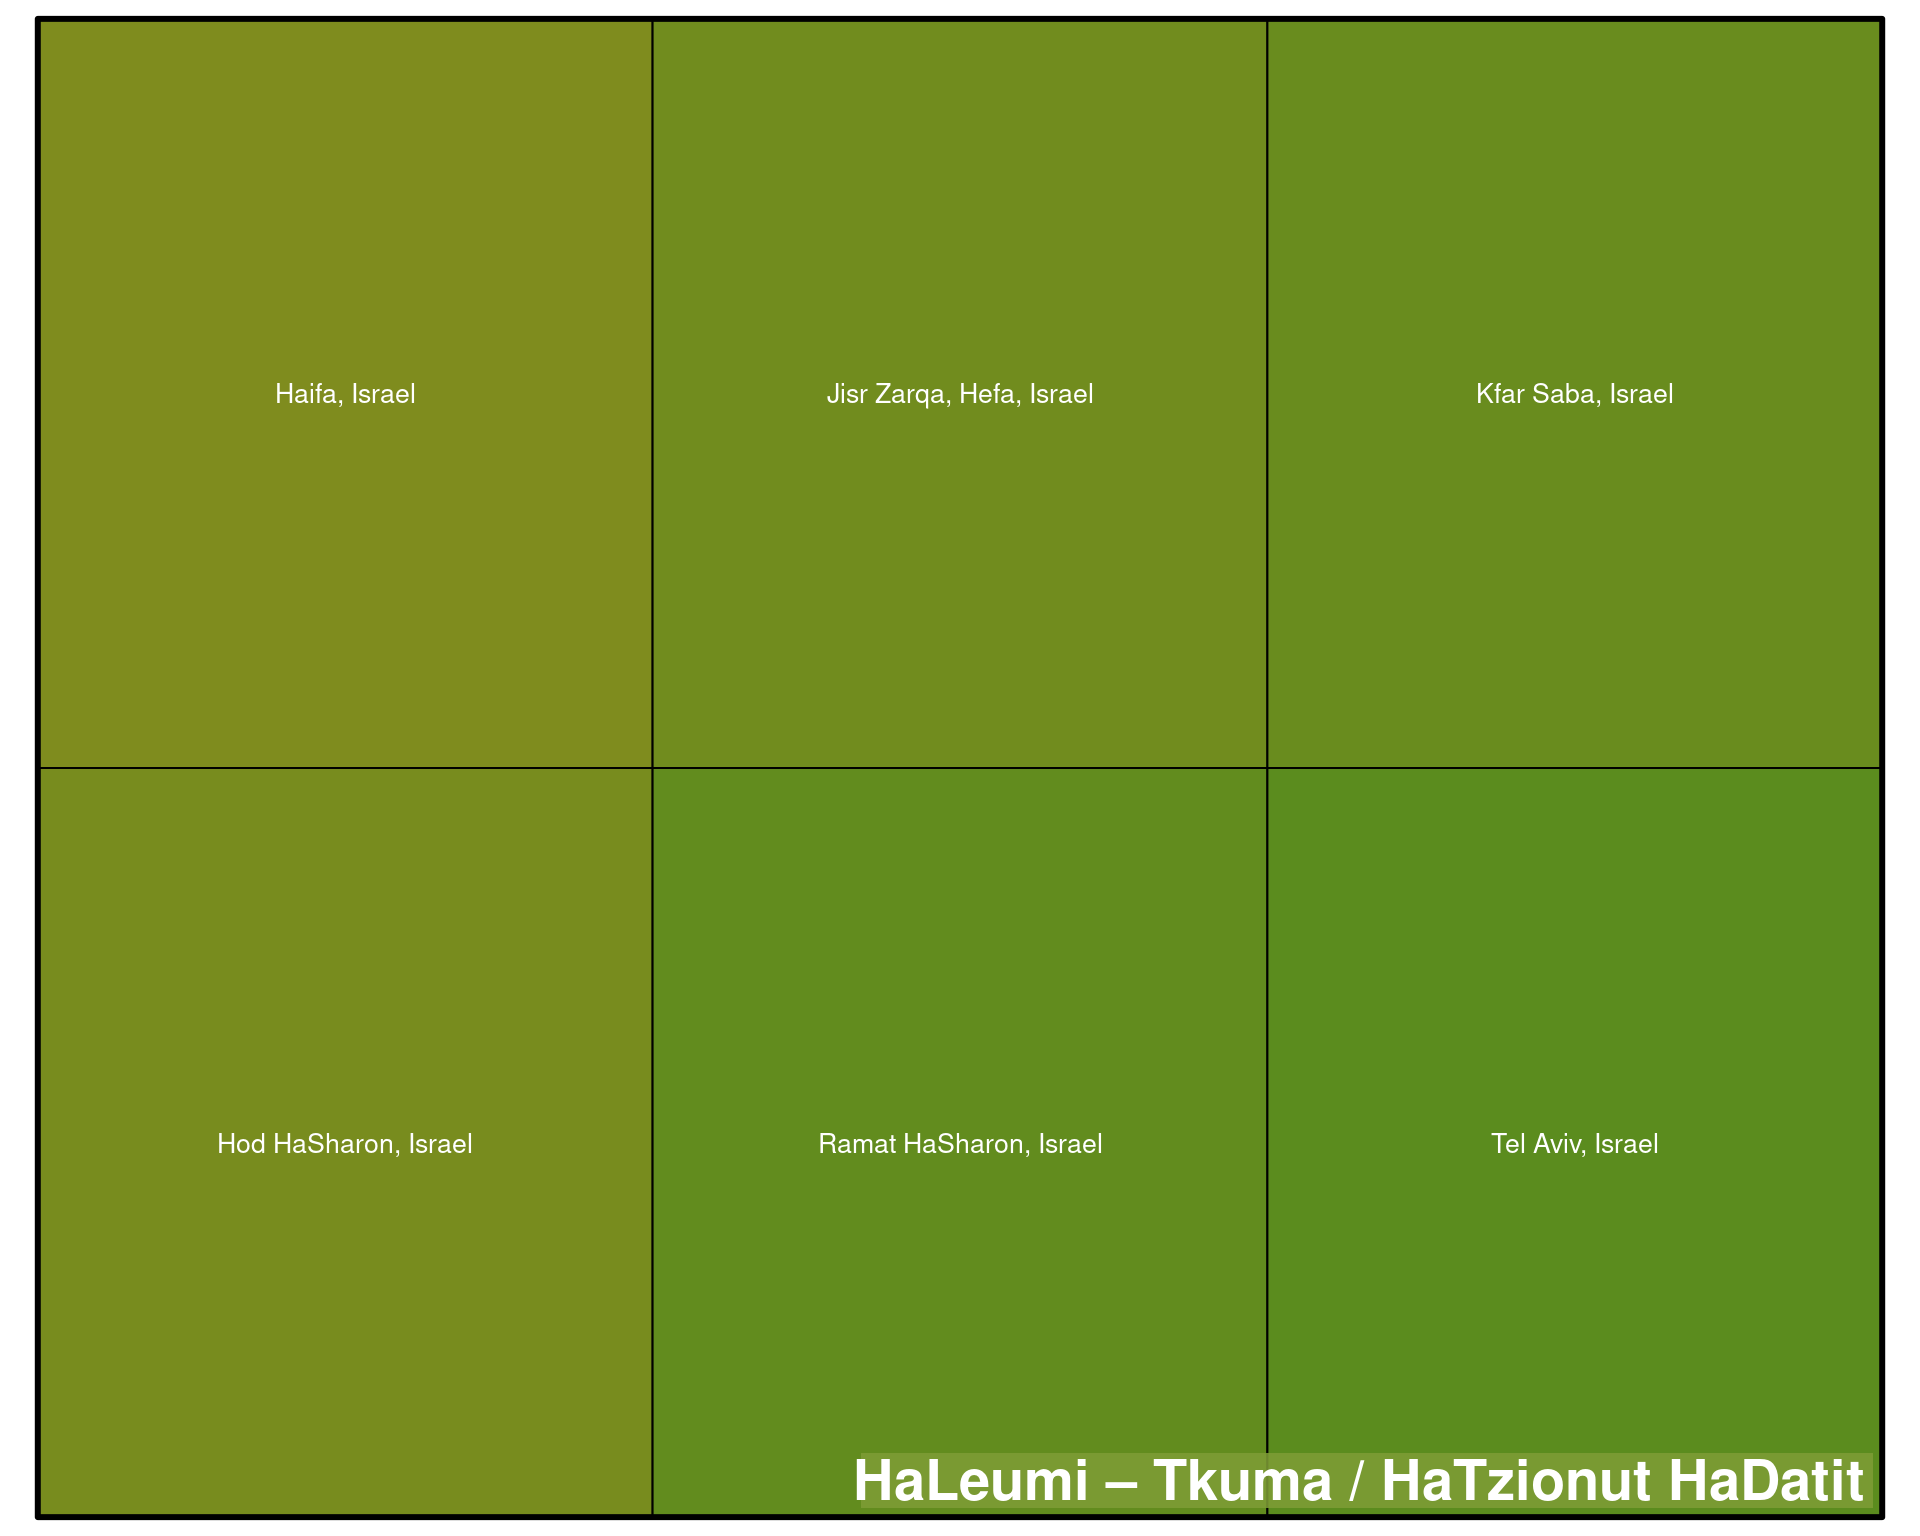 Haifa, Israel
Jisr Zarqa, Hefa, Israel
Kfar Saba, Israel
Hod HaSharon, Israel
Ramat HaSharon, Israel
Tel Aviv, Israel
HaLeumi – Tkuma / HaTzionut HaDatit